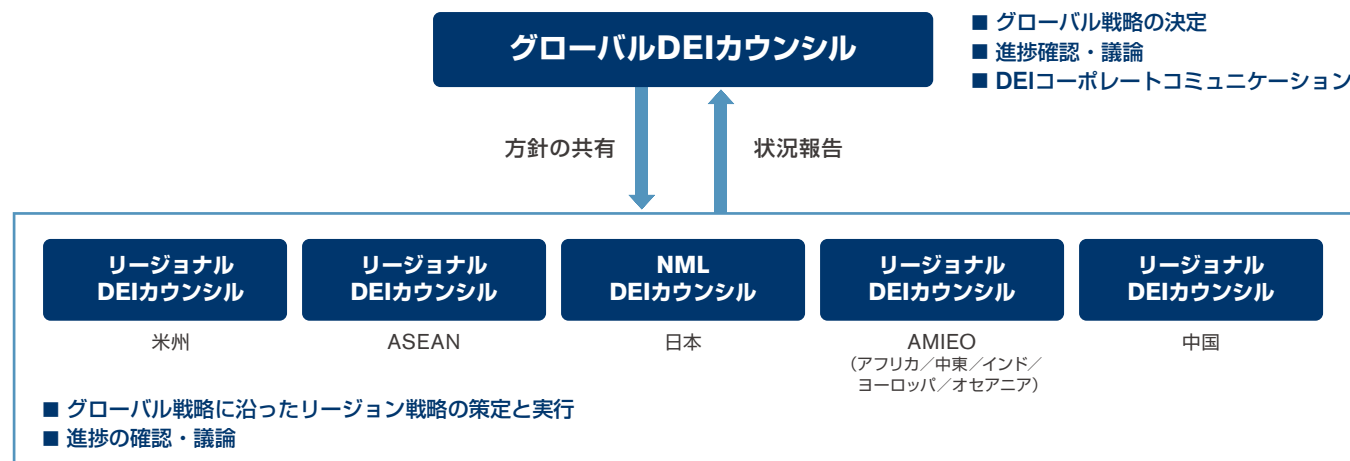 グローバルDEIカウンシル
■ グローバル戦略の決定
■ 進捗確認・議論
■ DEIコーポレートコミュニケーション
方針の共有
状況報告
リージョナル
DEIカウンシル
米州
リージョナル
DEIカウンシル
ASEAN
NML
DEIカウンシル
日本
リージョナル
DEIカウンシル
AMIEO
（アフリカ／中東／インド／
ヨーロッパ／オセアニア）
リージョナル
DEIカウンシル
中国
■ グローバル戦略に沿ったリージョン戦略の策定と実行
■ 進捗の確認・議論